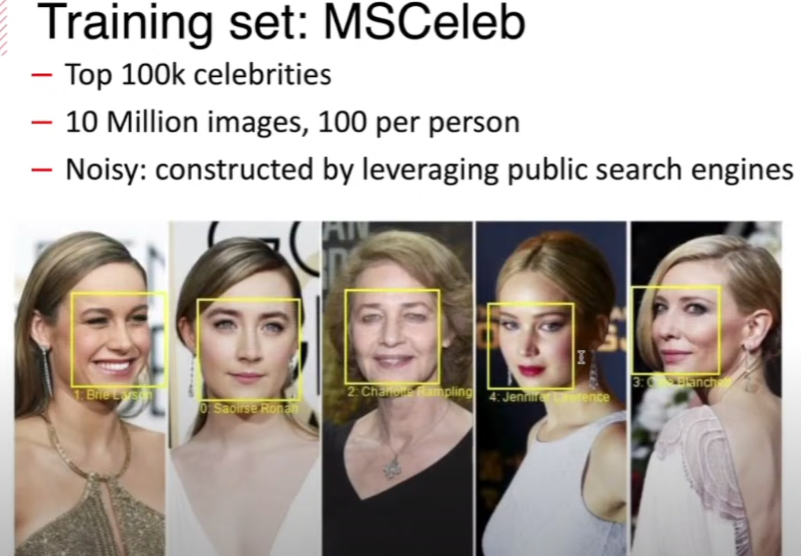 Training set: MSCeleb
— Top 100k celebrities
— 10 Million images, 100 per person
— Noisy: constructed by leveraging public search engines
1: Brie Larson
0: Saoirse Ronan
2: Charlotte Rampling
4: Jennifer Lawrence
3: Cate Blanchett